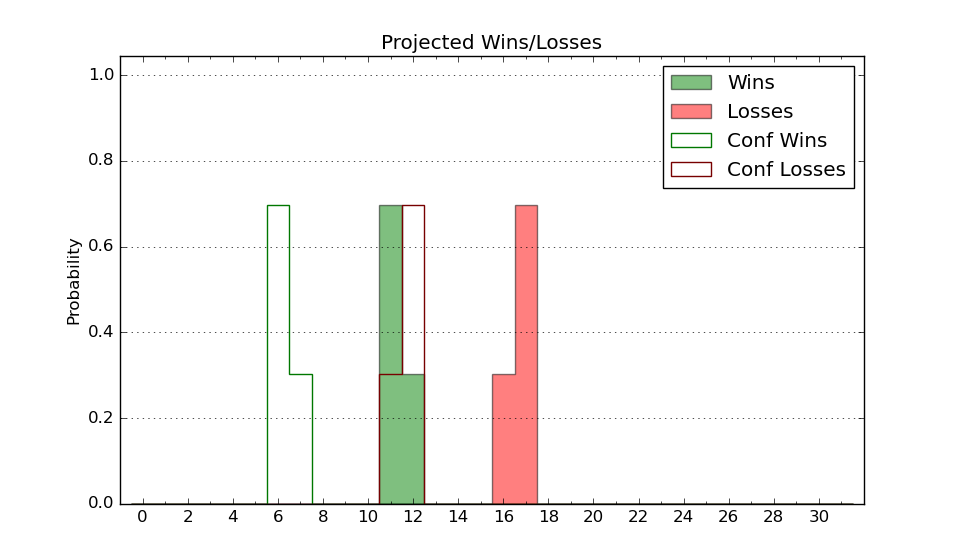 Projected Wins/Losses
Wins
Losses
Conf Wins
Conf Losses
1.0
0.8
0.6
0.4
0.2
0.0
Probability
0 2 4 6 8 10 12 14 16 18 20 22 24 26 28 30